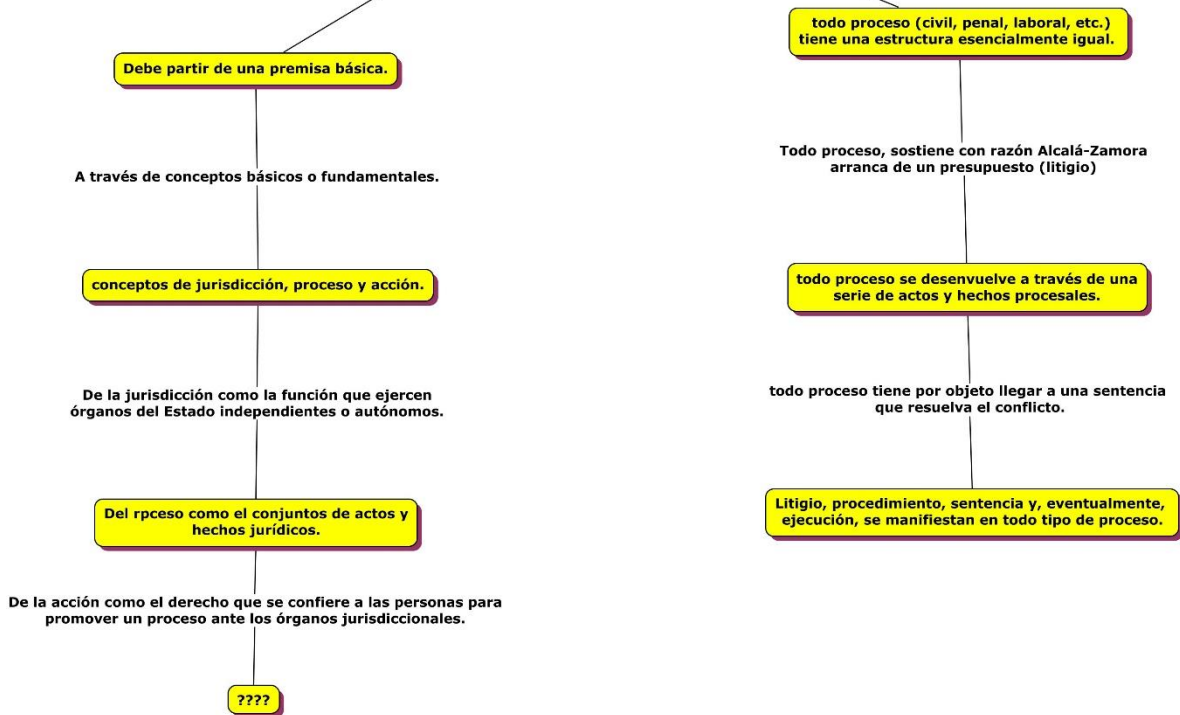 Debe partir de una premisa básica.
A través de conceptos básicos o fundamentales.
conceptos de jurisdicción, proceso y acción.
De la jurisdicción como la función que ejercen
órganos del Estado independientes o autónomos.
Del rpceso como el conjuntos de actos y
hechos jurídicos.
De la acción como el derecho que se confiere a las personas para
promover un proceso ante los órganos jurisdiccionales.
????
todo proceso (civil, penal, laboral, etc.)
tiene una estructura esencialmente igual.
Todo proceso, sostiene con razón Alcalá-Zamora
arranca de un presupuesto (litigio)
todo proceso se desenvuelve a través de una
serie de actos y hechos procesales.
todo proceso tiene por objeto llegar a una sentencia
que resuelva el conflicto.
Litigio, procedimiento, sentencia y, eventualmente,
ejecución, se manifiestan en todo tipo de proceso.